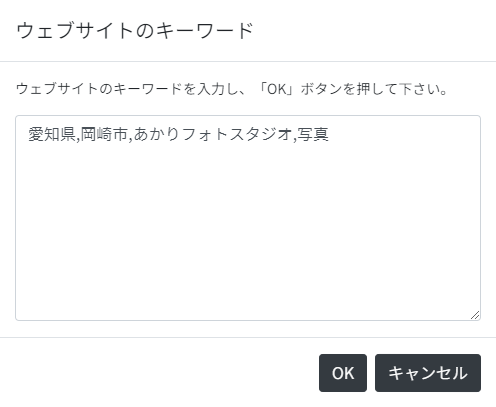 ウェブサイトのキーワード
ウェブサイトのキーワードを入力し、「OK」ボタンを押して下さい。
愛知県,岡崎市,あかりフォトスタジオ,写真
OK キャンセル